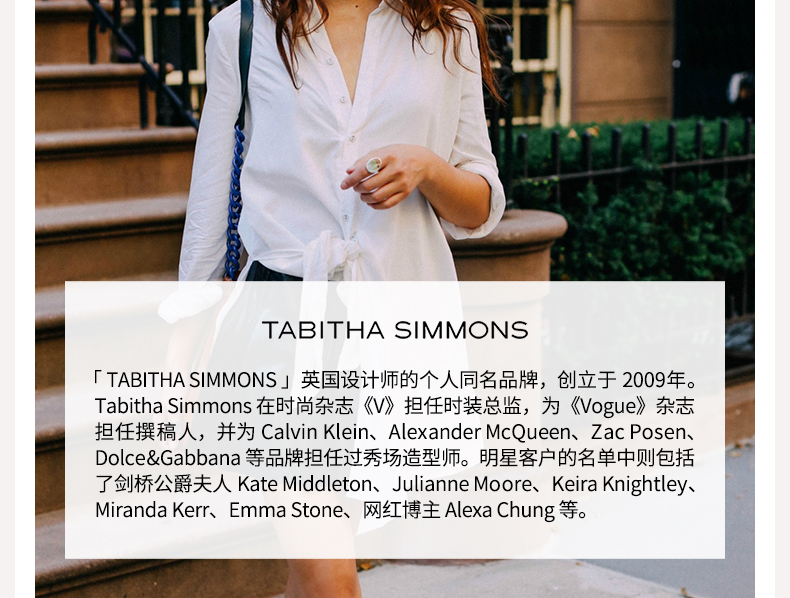 TABITHA SIMMONS
「 TABITHA SIMMONS 」英国设计师的个人同名品牌，创立于 2009年。
Tabitha Simmons 在时尚杂志《V》担任时装总监，为《Vogue》杂志
担任撰稿人，并为 Calvin Klein、Alexander McQueen、Zac Posen、
Dolce&Gabbana 等品牌担任过秀场造型师。明星客户的名单中则包括
了剑桥公爵夫人 Kate Middleton、Julianne Moore、Keira Knightley、
Miranda Kerr、Emma Stone、网红博主 Alexa Chung 等。